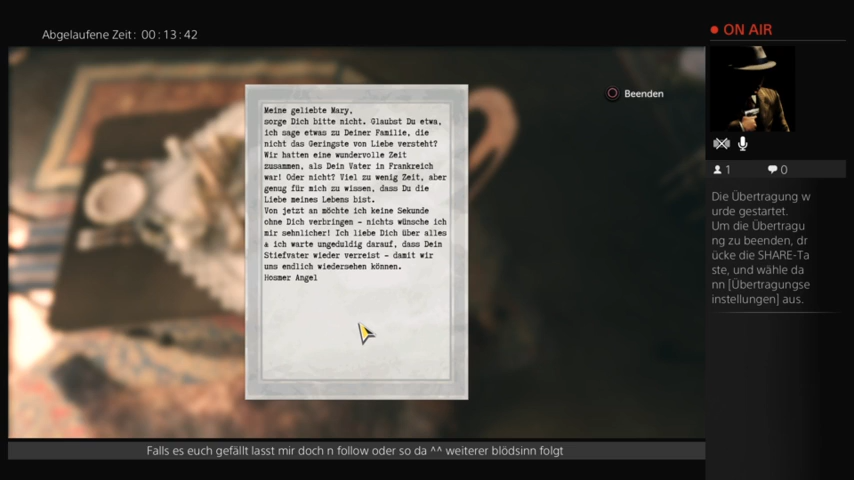 Abgelaufene Zeit: 00:13:42
ON AIR
Beenden
1
0
Meine geliebte Mary,
sorge Dich bitte nicht. Glaubst Du etwa,
ich sage etwas zu Deiner Familie, die
nicht das Geringste von Liebe versteht?
Wir hatten eine wundervolle Zeit
zusammen, als Dein Vater in Frankreich
war! Oder nicht? Viel zu wenig Zeit, aber
genug für mich zu wissen, dass Du die
Liebe meines Lebens bist.
Von jetzt an möchte ich keine Sekunde
ohne Dich verbringen – nichts wünsche ich
mir sehnlicher! Ich liebe Dich über alles
& ich warte ungeduldig darauf, dass Dein
Stiefvater wieder verreist – damit wir
uns endlich wiedersehen können.
Hosmer Angel
Die Übertragung w
urde gestartet.
Um die Übertragu
ng zu beenden, dr
ücke die SHARE-Ta
ste, und wähle da
nn [Übertragungse
instellungen] aus.
Falls es euch gefällt lasst mir doch n follow oder so da ^^ weiterer blödsinn folgt